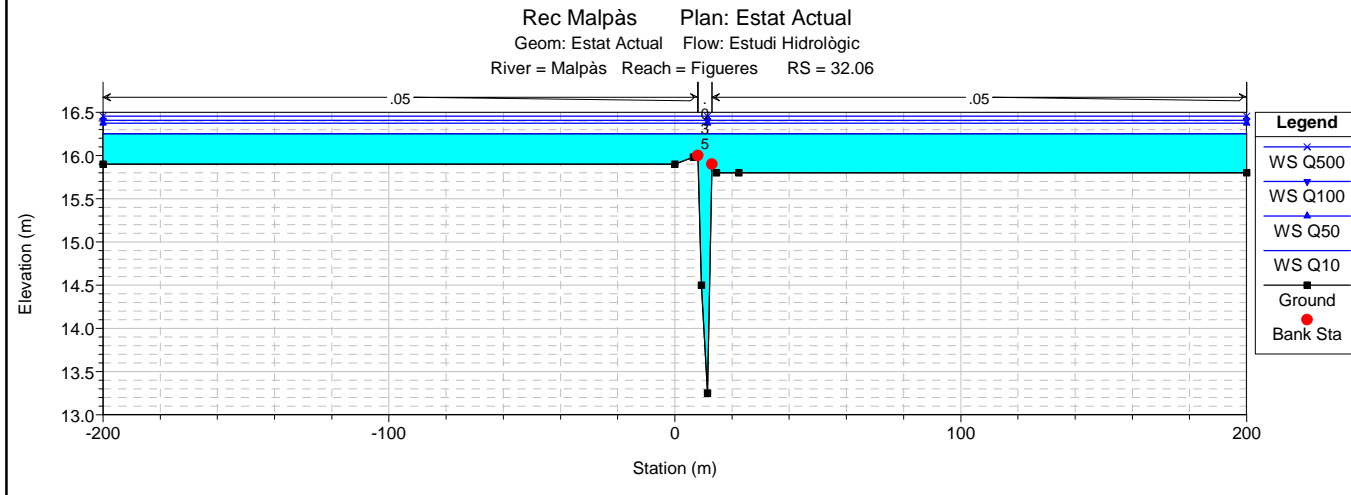 Rec Malpàs Plan: Estat Actual
Geom: Estat Actual Flow: Estudi Hidrològic
River = Malpàs Reach = Figueres RS = 32.06
.05
.035
.05
16.5
16.0
15.5
15.0
14.5
14.0
13.5
13.0
Elevation (m)
-200
-100
0
100
200
Station (m)
Legend
WS Q500
WS Q100
WS Q50
WS Q10
Ground
Bank Sta